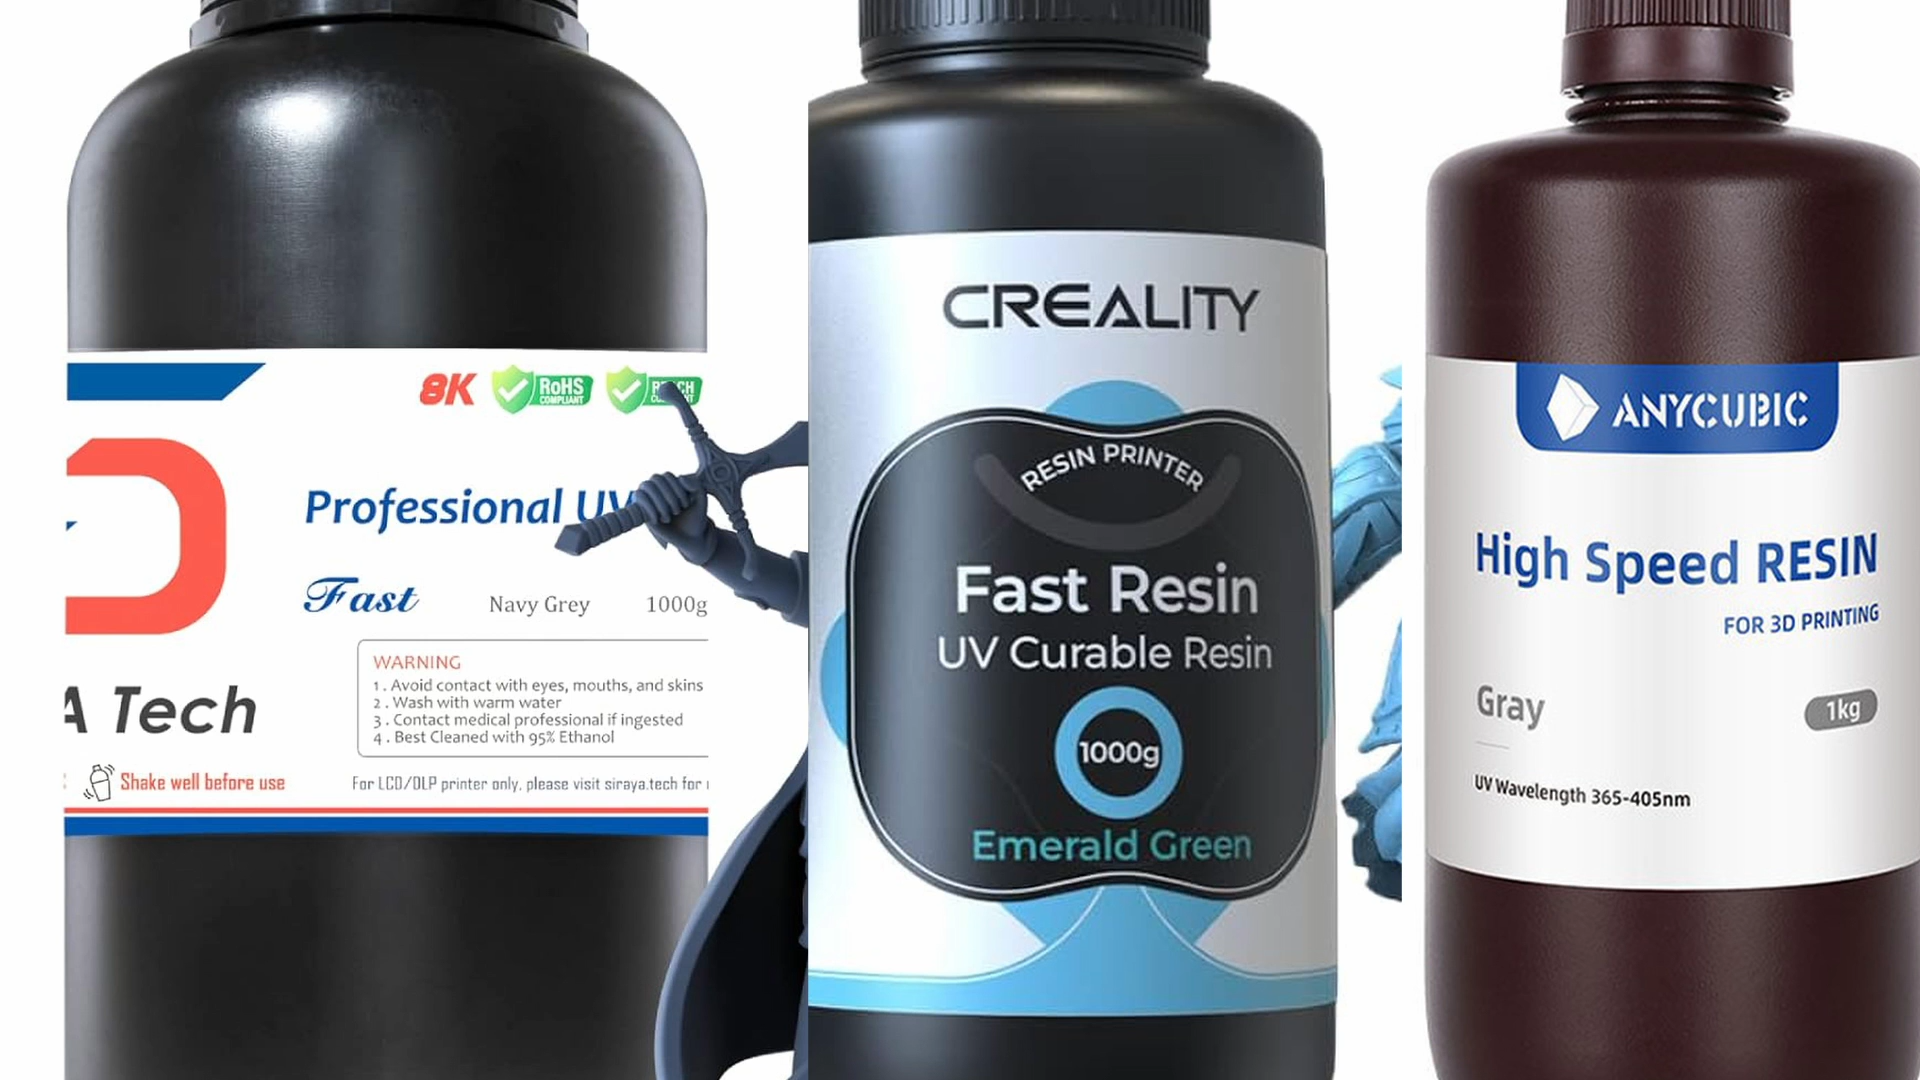 8K
RoHS
COMPLIANT
Professional UV
Fast
Navy Grey
1000g
WARNING
1. Avoid contact with eyes, mouths, and skins
2. Wash with warm water
3. Contact medical professional if ingested
4. Best Cleaned with 95% Ethanol
Tech
Shake well before use
For LCD/DLP printer only, please visit siraya.tech for
CREALITY
RESIN PRINTER
Fast Resin
UV Curable Resin
1000g
Emerald Green
ANYCUBIC
High Speed RESIN
FOR 3D PRINTING
Gray
1kg
UV Wavelength 365-405nm